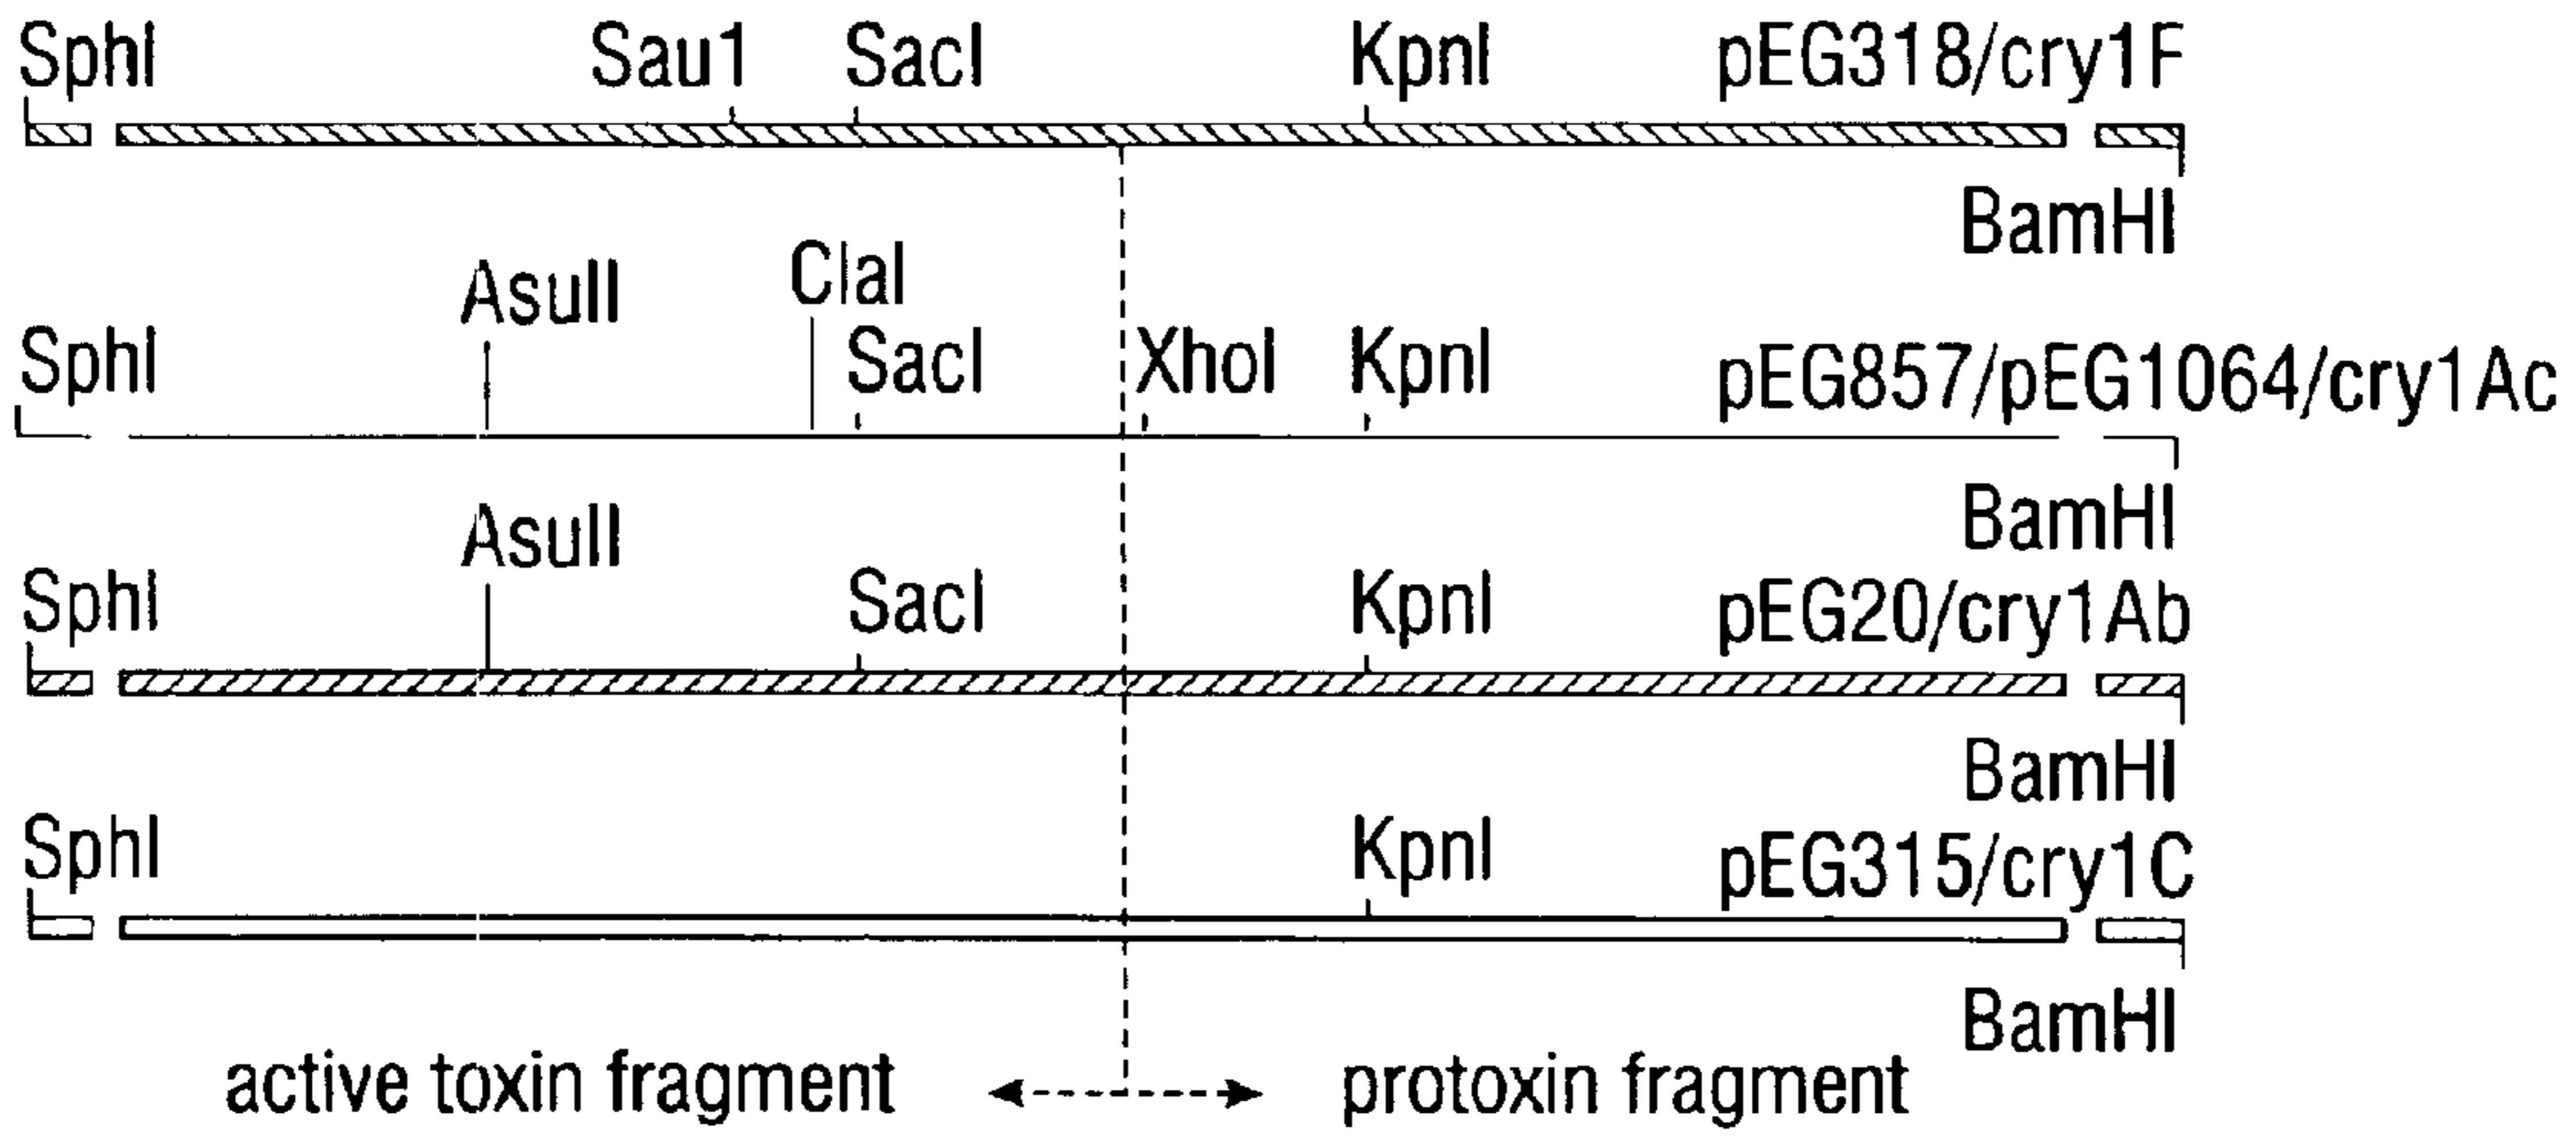 SphI Sau1 SacI KpnI pEG318/cry1F
BamHI
AsuII ClaI
SphI SacI XhoI KpnI pEG857/pEG1064/cry1Ac
BamHI
AsuII
SphI SacI KpnI pEG20/cry1Ab
BamHI
SphI KpnI pEG315/cry1C
BamHI
active toxin fragment protoxin fragment